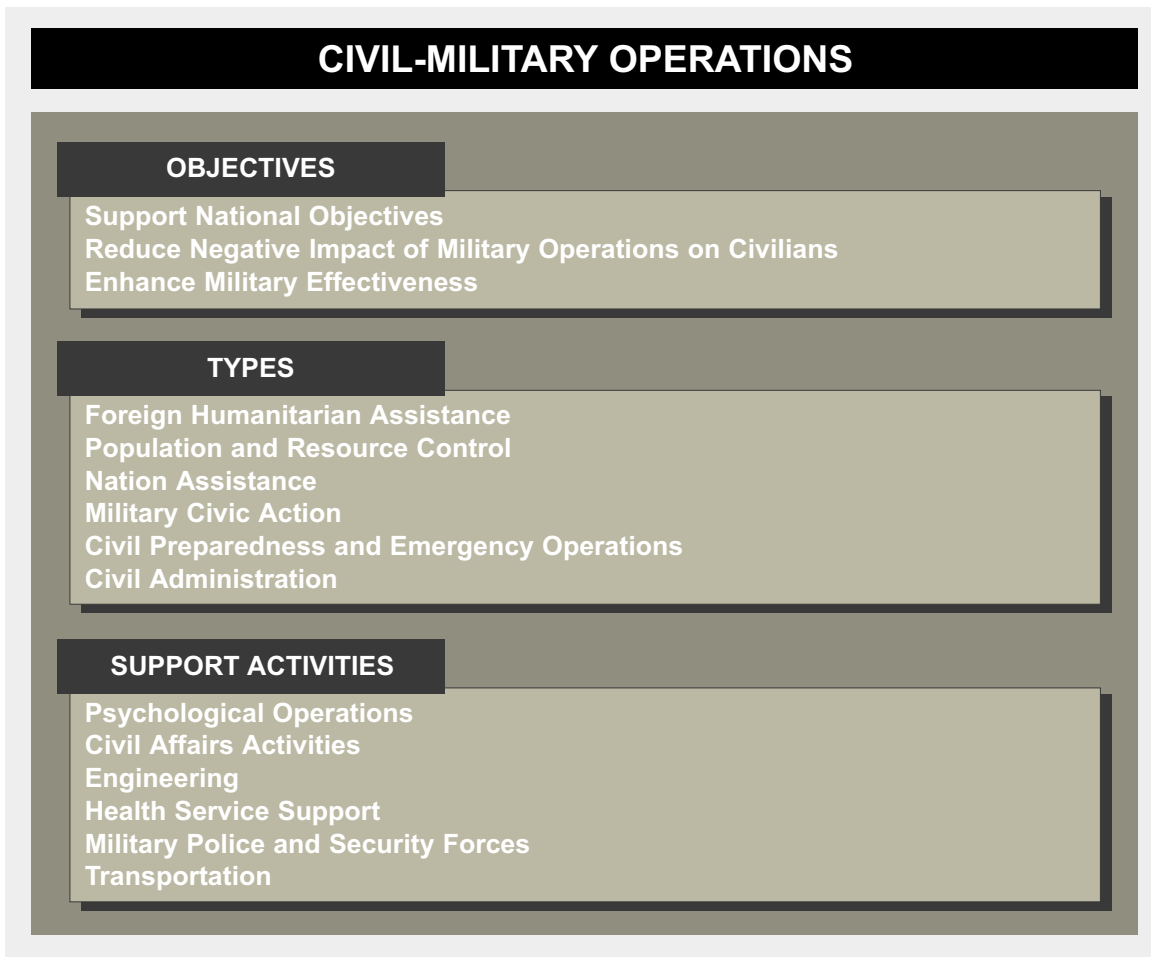 CIVIL-MILITARY OPERATIONS
OBJECTIVES
Support National Objectives
Reduce Negative Impact of Military Operations on Civilians
Enhance Military Effectiveness
TYPES
Foreign Humanitarian Assistance
Population and Resource Control
Nation Assistance
Military Civic Action
Civil Preparedness and Emergency Operations
Civil Administration
SUPPORT ACTIVITIES
Psychological Operations
Civil Affairs Activities
Engineering
Health Service Support
Military Police and Security Forces
Transportation